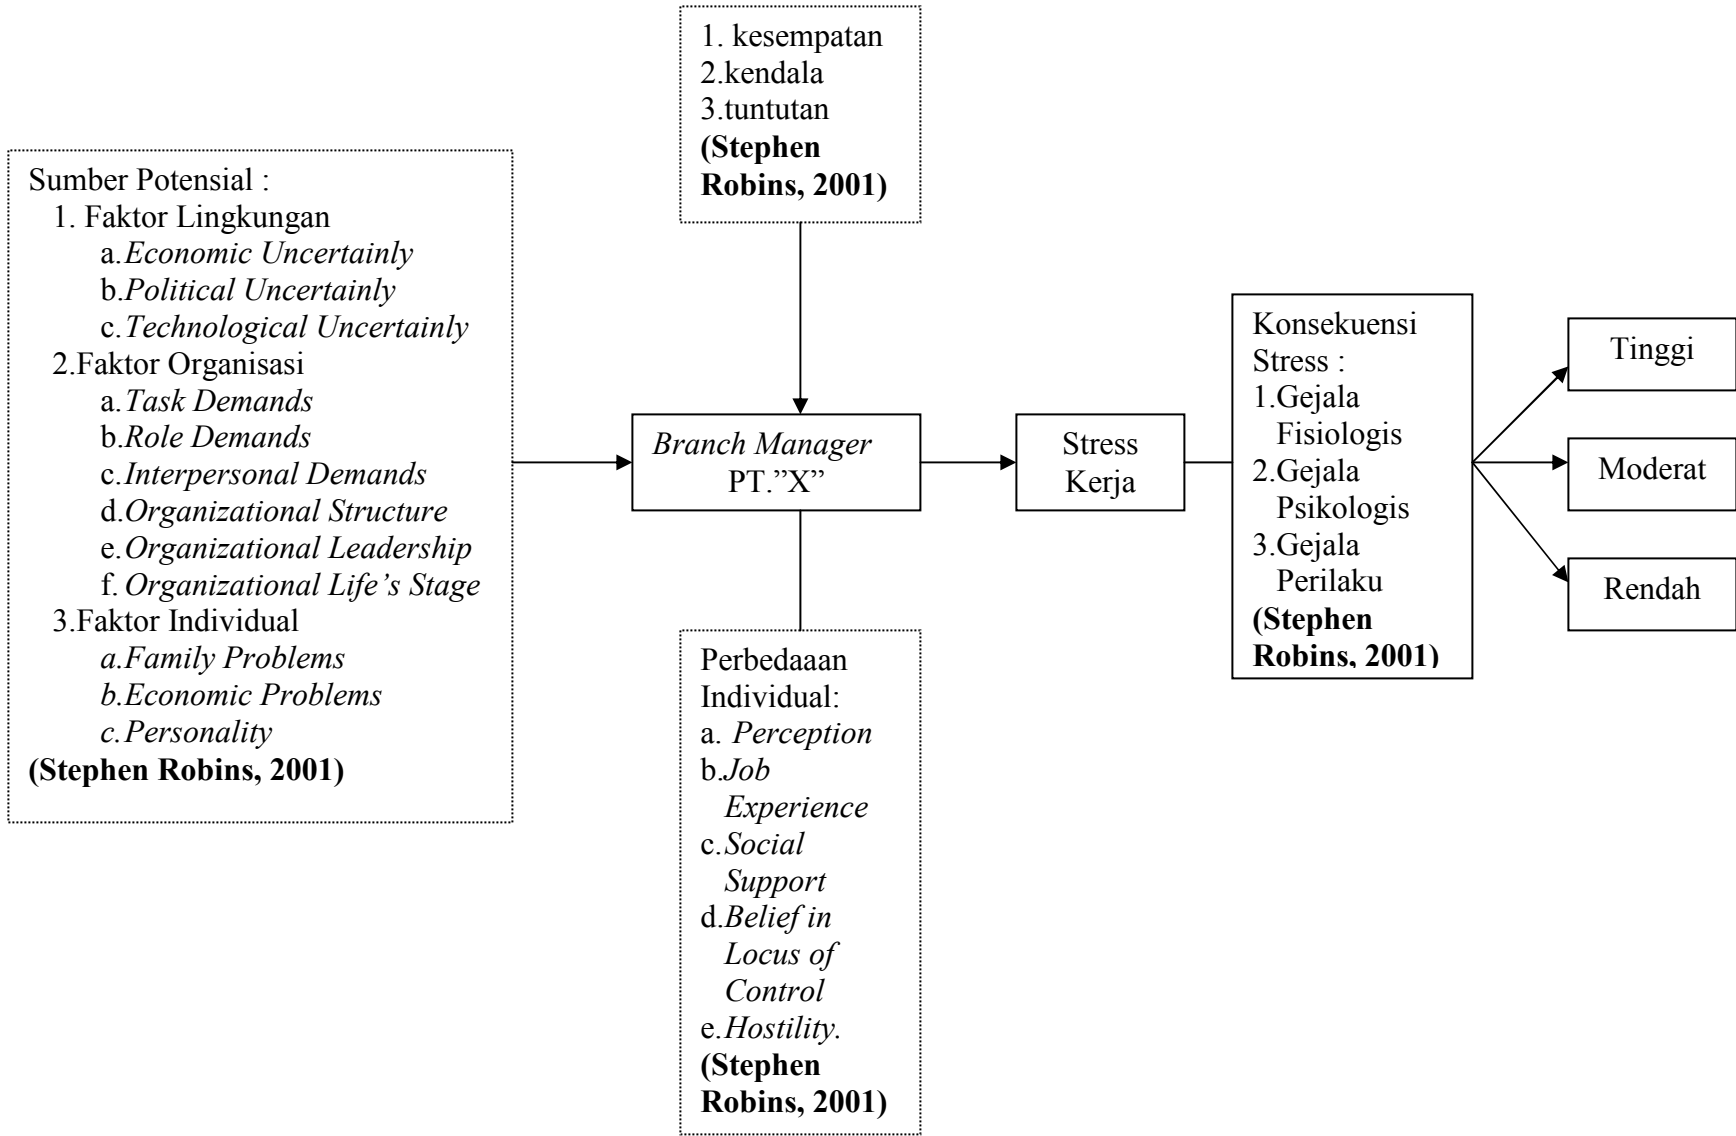 1. kesempatan
2.kendala
3.tuntutan
(Stephen
Robins, 2001)
Sumber Potensial :
1. Faktor Lingkungan
a.Economic Uncertainly
b.Political Uncertainly
c.Technological Uncertainly
2.Faktor Organisasi
a.Task Demands
b.Role Demands
c.Interpersonal Demands
d.Organizational Structure
e.Organizational Leadership
f.Organizational Life’s Stage
3.Faktor Individual
a.Family Problems
b.Economic Problems
c.Personality
(Stephen Robins, 2001)
Branch Manager
PT.”X”
Stress
Kerja
Konsekuensi
Stress :
1.Gejala
Fisiologis
2.Gejala
Psikologis
3.Gejala
Perilaku
(Stephen
Robins, 2001)
Tinggi
Moderat
Rendah
Perbedaaan
Individual:
a. Perception
b.Job
Experience
c.Social
Support
d.Belief in
Locus of
Control
e.Hostility.
(Stephen
Robins, 2001)